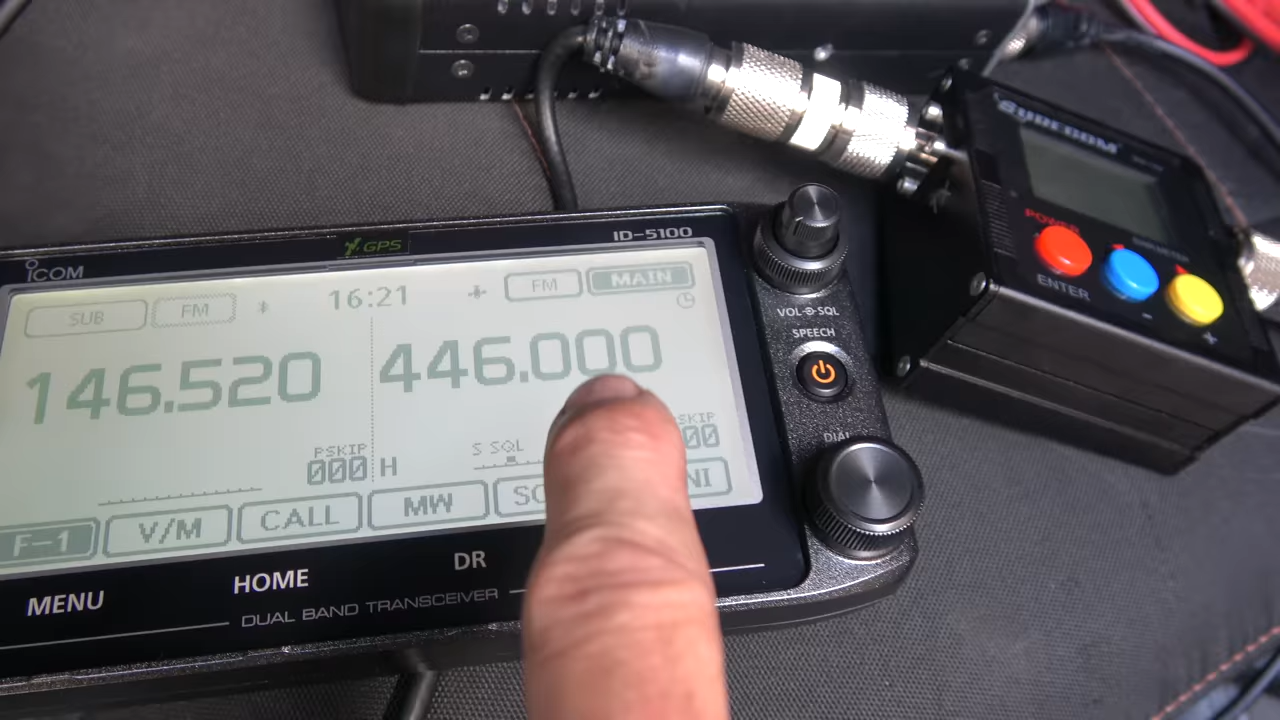 SURECOM
POWER
ENTER
-
+
ICOM
GPS
ID-5100
SUB
FM
16:21
FM
MAIN
146.520
446.000
PSKIP
000
H
S SQL
SKIP
00
F-1
V/M
CALL
MW
MENU
HOME
DR
DUAL BAND TRANSCEIVER
VOL
SQL
SPEECH
DIAL